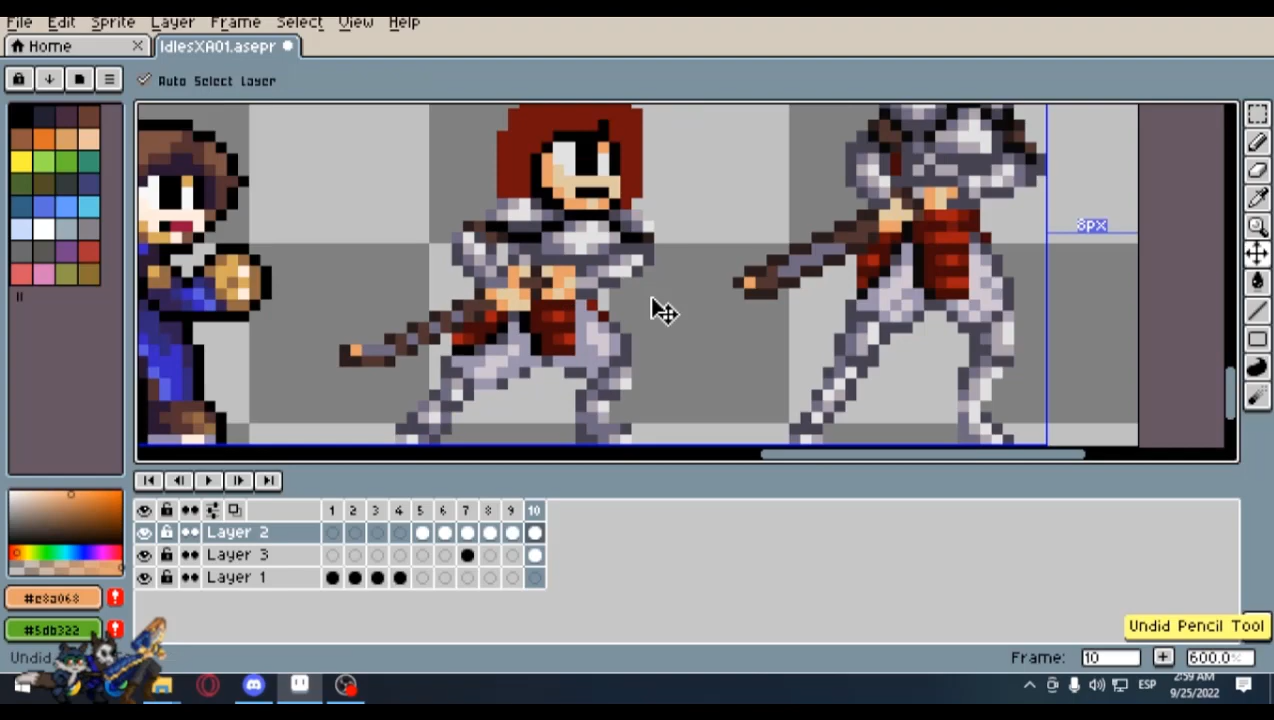 File Edit Sprite Layer Frame Select View Help
Home
IdlesXA01.asepr
Auto Select Layer
8PX
1 2 3 4 5 6 7 8 9 10
Layer 2
Layer 3
Layer 1
#e8a068
#5db322
Undid Pencil Tool
Undid
Frame: 10 600.0%
ESP
2:59 AM
9/25/2022